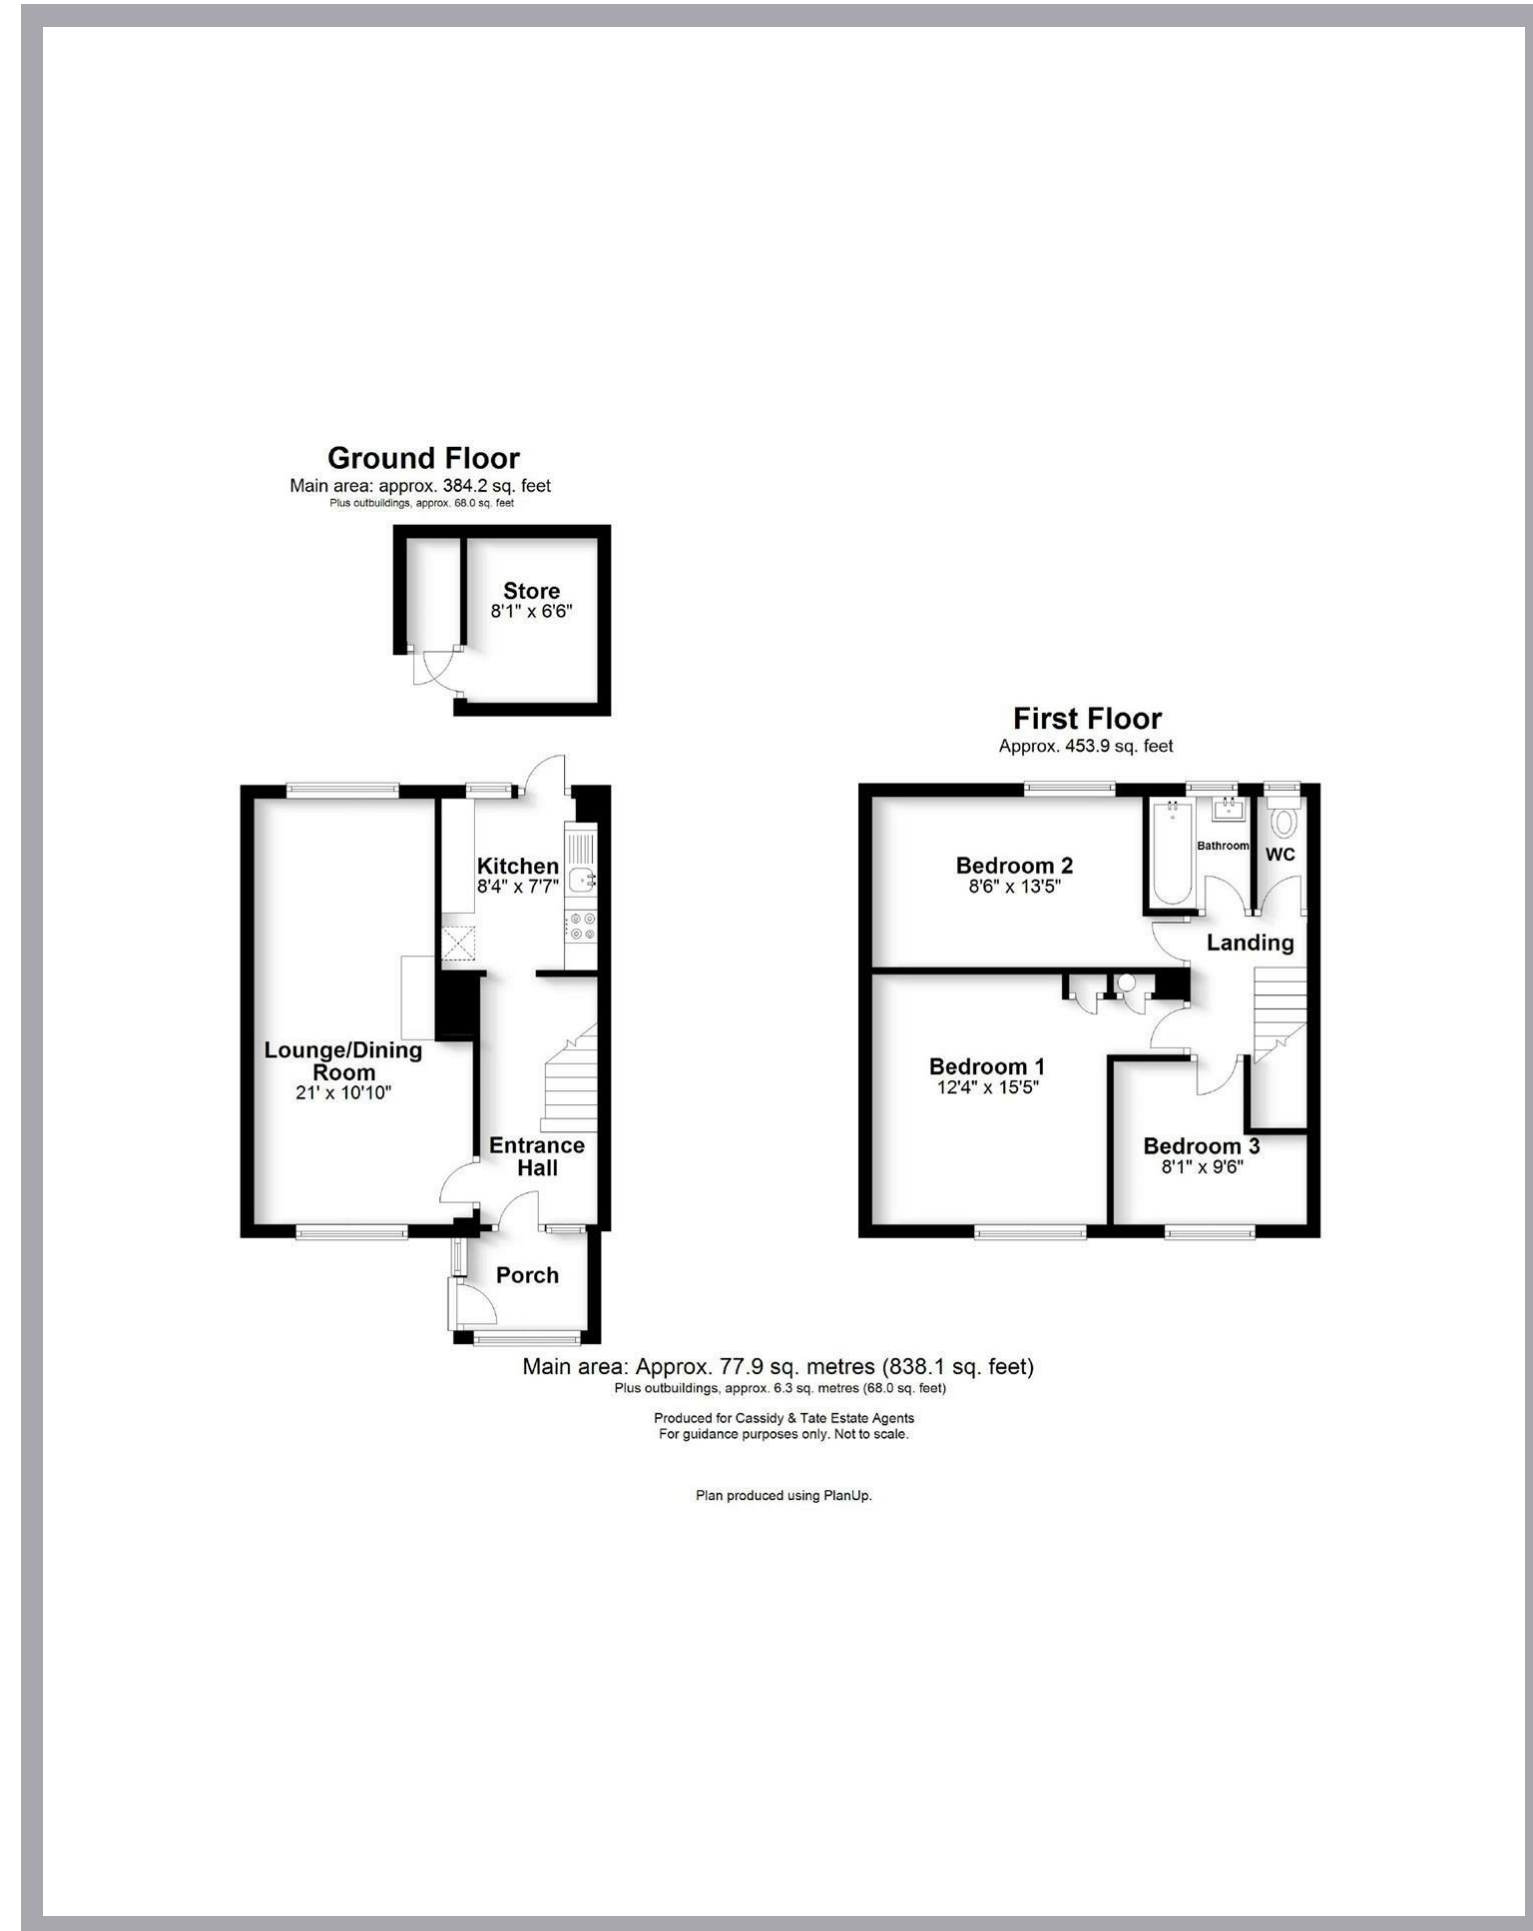 Ground Floor
Main area: approx. 384.2 sq. feet
Plus outbuildings, approx. 68.0 sq. feet
Store
8'1" x 6'6"
Kitchen
8'4" x 7'7"
Lounge/Dining
Room
21' x 10'10"
Entrance
Hall
Porch
First Floor
Approx. 453.9 sq. feet
Bedroom 2
8'6" x 13'5"
Bathroom
WC
Landing
Bedroom 1
12'4" x 15'5"
Bedroom 3
8'1" x 9'6"
Main area: Approx. 77.9 sq. metres (838.1 sq. feet)
Plus outbuildings, approx. 6.3 sq. metres (68.0 sq. feet)
Produced for Cassidy & Tate Estate Agents
For guidance purposes only. Not to scale.
Plan produced using PlanUp.